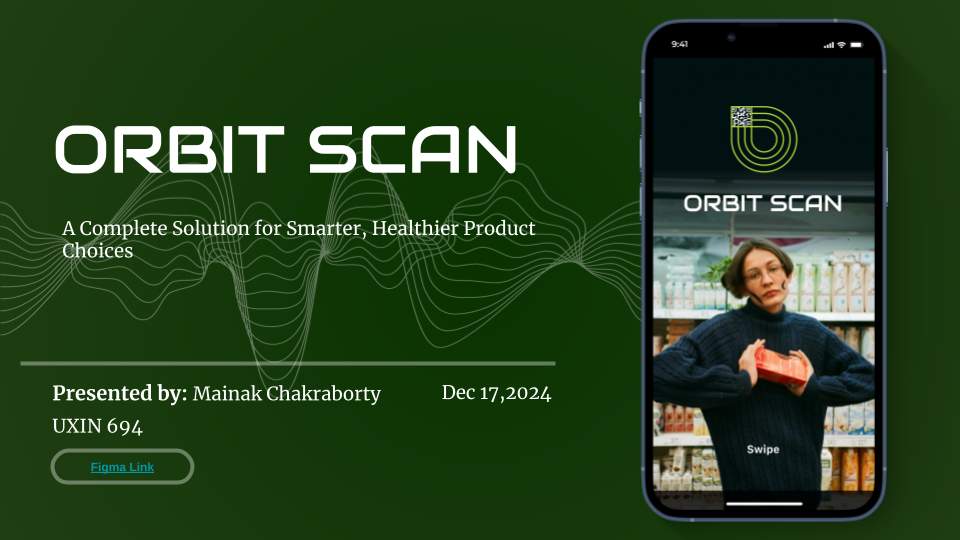 ORBIT SCAN
A Complete Solution for Smarter, Healthier Product
Choices
Presented by: Mainak Chakraborty
Dec 17,2024
UXIN 694
Figma Link
9:41
ORBIT SCAN
Swipe